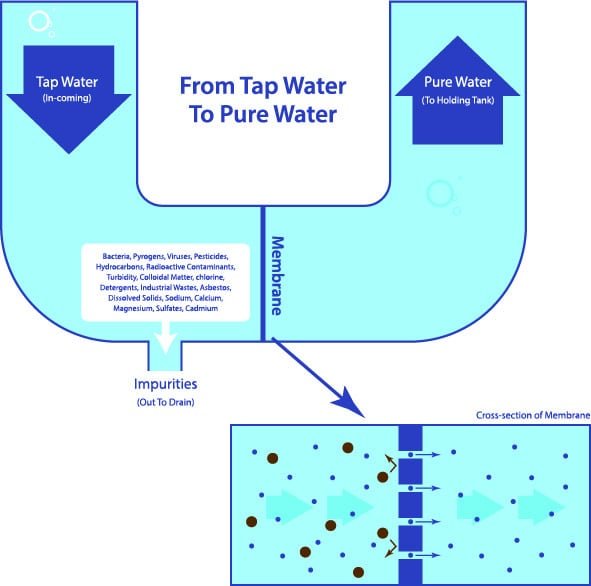 Tap Water
(In-coming)
From Tap Water
To Pure Water
Pure Water
(To Holding Tank)
Membrane
Bacteria, Pyrogens, Viruses, Pesticides,
Hydrocarbons, Radioactive Contaminants,
Turbidity, Colloidal Matter, chlorine,
Detergents, Industrial Wastes, Asbestos,
Dissolved Solids, Sodium, Calcium,
Magnesium, Sulfates, Cadmium
Impurities
(Out To Drain)
Cross-section of Membrane